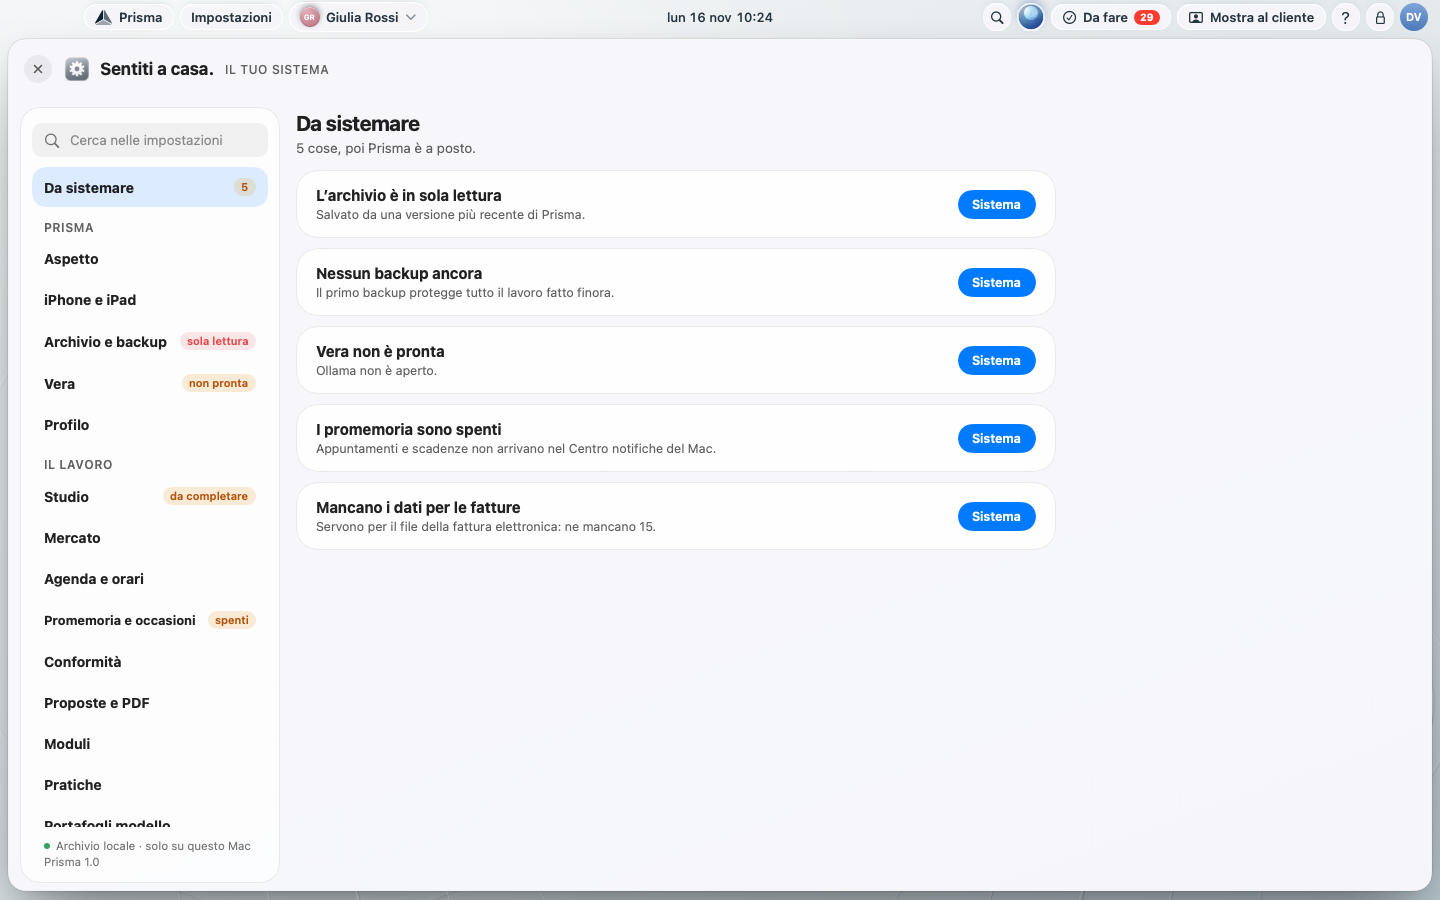 Prisma
Impostazioni
GR Giulia Rossi
lun 16 nov 10:24
Da fare 29
Mostra al cliente
?
DV
Sentiti a casa. IL TUO SISTEMA
Cerca nelle impostazioni
Da sistemare 5
PRISMA
Aspetto
iPhone e iPad
Archivio e backup sola lettura
Vera non pronta
Profilo
IL LAVORO
Studio da completare
Mercato
Agenda e orari
Promemoria e occasioni spenti
Conformità
Proposte e PDF
Moduli
Pratiche
Portafogli modello
Archivio locale · solo su questo Mac
Prisma 1.0
Da sistemare
5 cose, poi Prisma è a posto.
L’archivio è in sola lettura
Salvato da una versione più recente di Prisma.
Sistema
Nessun backup ancora
Il primo backup protegge tutto il lavoro fatto finora.
Sistema
Vera non è pronta
Ollama non è aperto.
Sistema
I promemoria sono spenti
Appuntamenti e scadenze non arrivano nel Centro notifiche del Mac.
Sistema
Mancano i dati per le fatture
Servono per il file della fattura elettronica: ne mancano 15.
Sistema